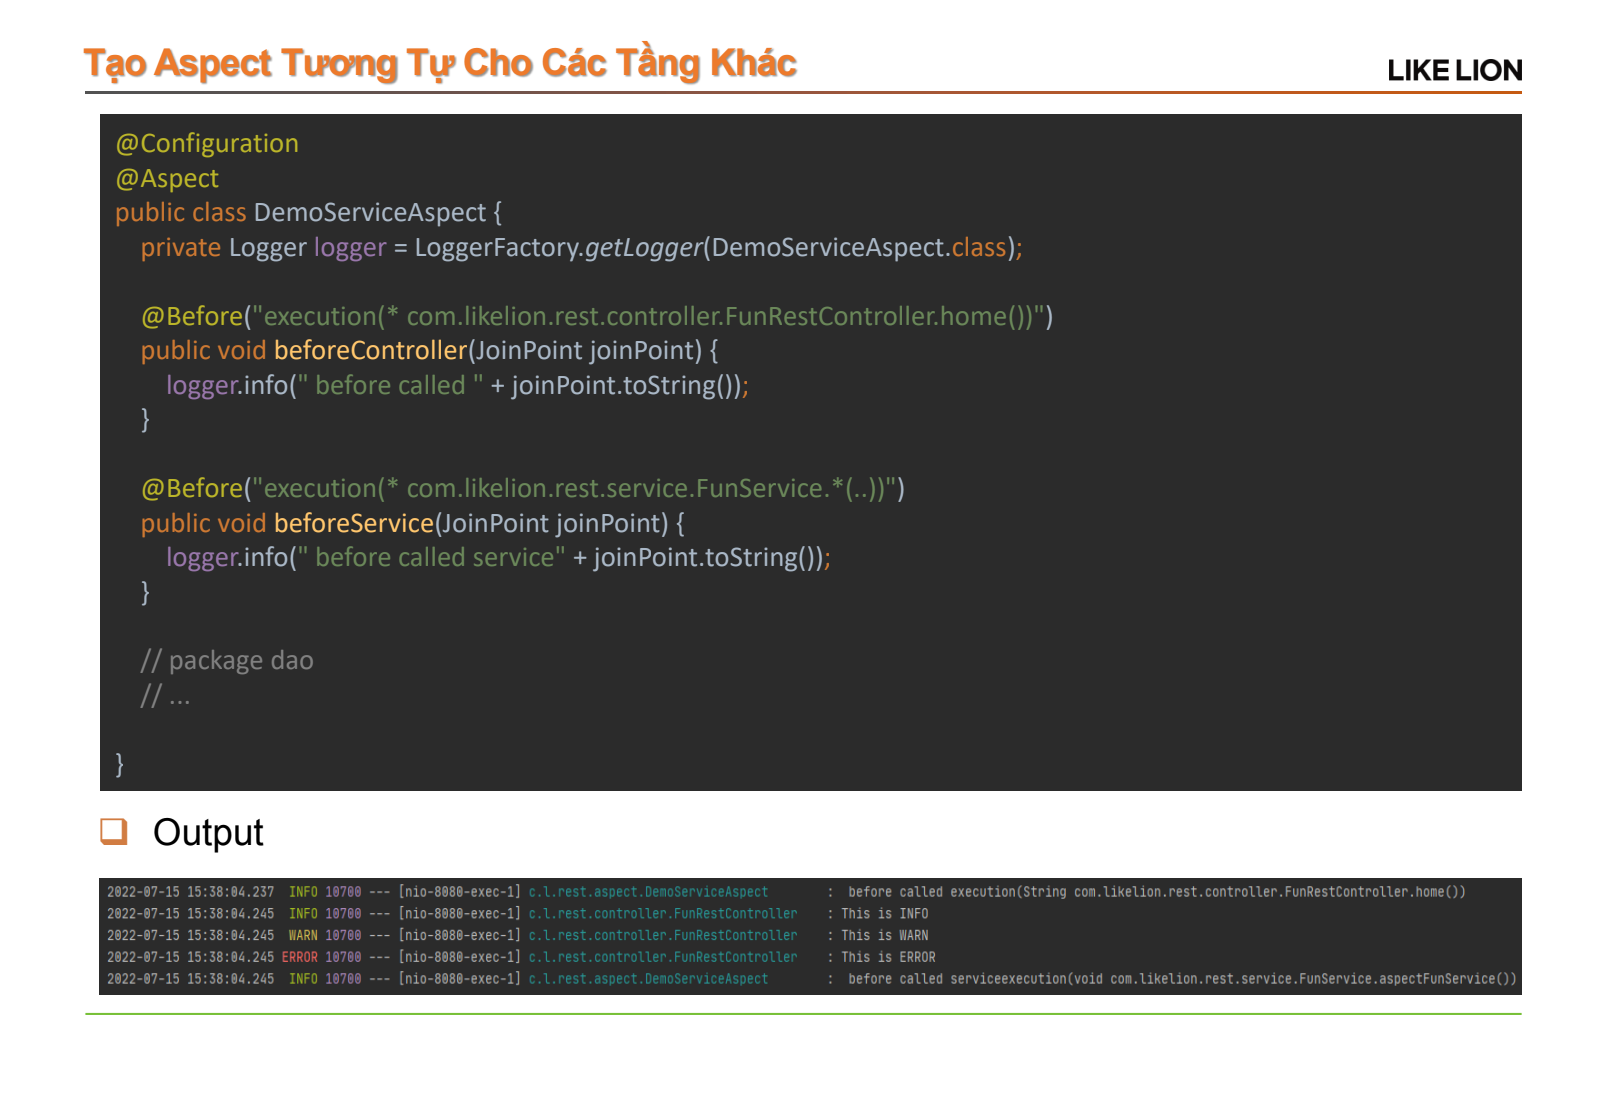 Tạo Aspect Tương Tự Cho Các Tầng Khác
LIKE LION
@Configuration
@Aspect
public class DemoServiceAspect {
private Logger logger = LoggerFactory.getLogger(DemoServiceAspect.class);
@Before("execution(* com.likelion.rest.controller.FunRestController.home())")
public void beforeController(JoinPoint joinPoint) {
logger.info(" before called " + joinPoint.toString());
}
@Before("execution(* com.likelion.rest.service.FunService.*(..))")
public void beforeService(JoinPoint joinPoint) {
logger.info(" before called service" + joinPoint.toString());
}
// package dao
// ...
}
Output
2022-07-15 15:38:04.237  INFO 10700 --- [nio-8080-exec-1] c.l.rest.aspect.DemoServiceAspect        :  before called execution(String com.likelion.rest.controller.FunRestController.home())
2022-07-15 15:38:04.245  INFO 10700 --- [nio-8080-exec-1] c.l.rest.controller.FunRestController    : This is INFO
2022-07-15 15:38:04.245  WARN 10700 --- [nio-8080-exec-1] c.l.rest.controller.FunRestController    : This is WARN
2022-07-15 15:38:04.245 ERROR 10700 --- [nio-8080-exec-1] c.l.rest.controller.FunRestController    : This is ERROR
2022-07-15 15:38:04.245  INFO 10700 --- [nio-8080-exec-1] c.l.rest.aspect.DemoServiceAspect        :  before called serviceexecution(void com.likelion.rest.service.FunService.aspectFunService())